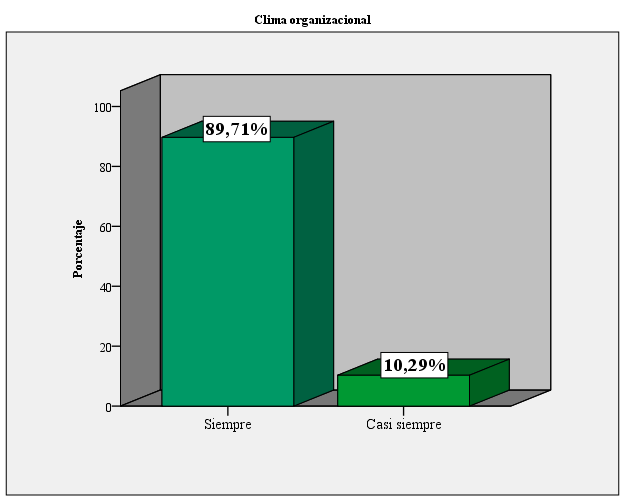 Clima organizacional
Porcentaje
100
80
60
40
20
0
89,71%
10,29%
Siempre
Casi siempre